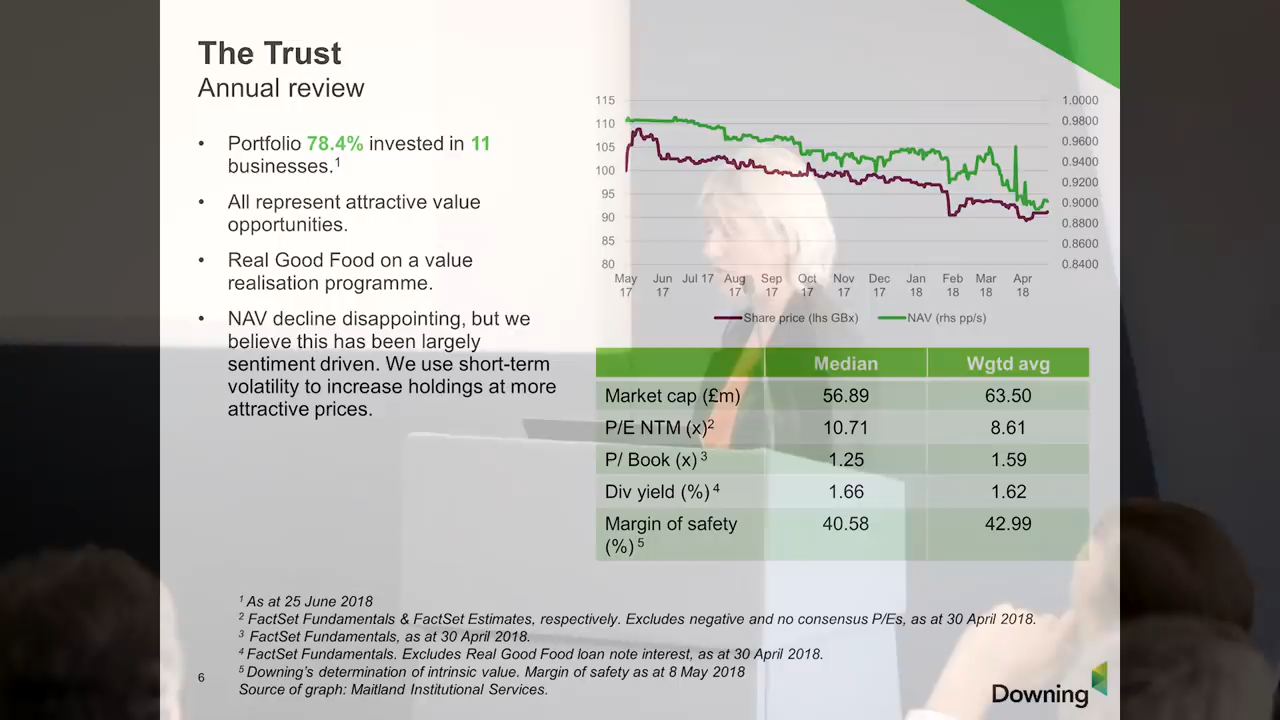 The Trust
Annual review
• Portfolio 78.4% invested in 11
businesses.1
• All represent attractive value
opportunities.
• Real Good Food on a value
realisation programme.
• NAV decline disappointing, but we
believe this has been largely
sentiment driven. We use short-term
volatility to increase holdings at more
attractive prices.
115 1.0000
110 0.9800
105 0.9600
100 0.9400
95 0.9200
90 0.9000
85 0.8800
80 0.8600
0.8400
May Jun Jul 17 Aug Sep Oct Nov Dec Jan Feb Mar Apr
17 17 17 17 17 17 17 18 18 18 18
Share price (lhs GBx) NAV (rhs pp/s)
Median Wgtd avg
Market cap (£m) 56.89 63.50
P/E NTM (x)2 10.71 8.61
P/ Book (x) 3 1.25 1.59
Div yield (%) 4 1.66 1.62
Margin of safety 40.58 42.99
(%) 5
1 As at 25 June 2018
2 FactSet Fundamentals & FactSet Estimates, respectively. Excludes negative and no consensus P/Es, as at 30 April 2018.
3 FactSet Fundamentals, as at 30 April 2018.
4 FactSet Fundamentals. Excludes Real Good Food loan note interest, as at 30 April 2018.
5 Downing's determination of intrinsic value. Margin of safety as at 8 May 2018
Source of graph: Maitland Institutional Services.
6
Downing